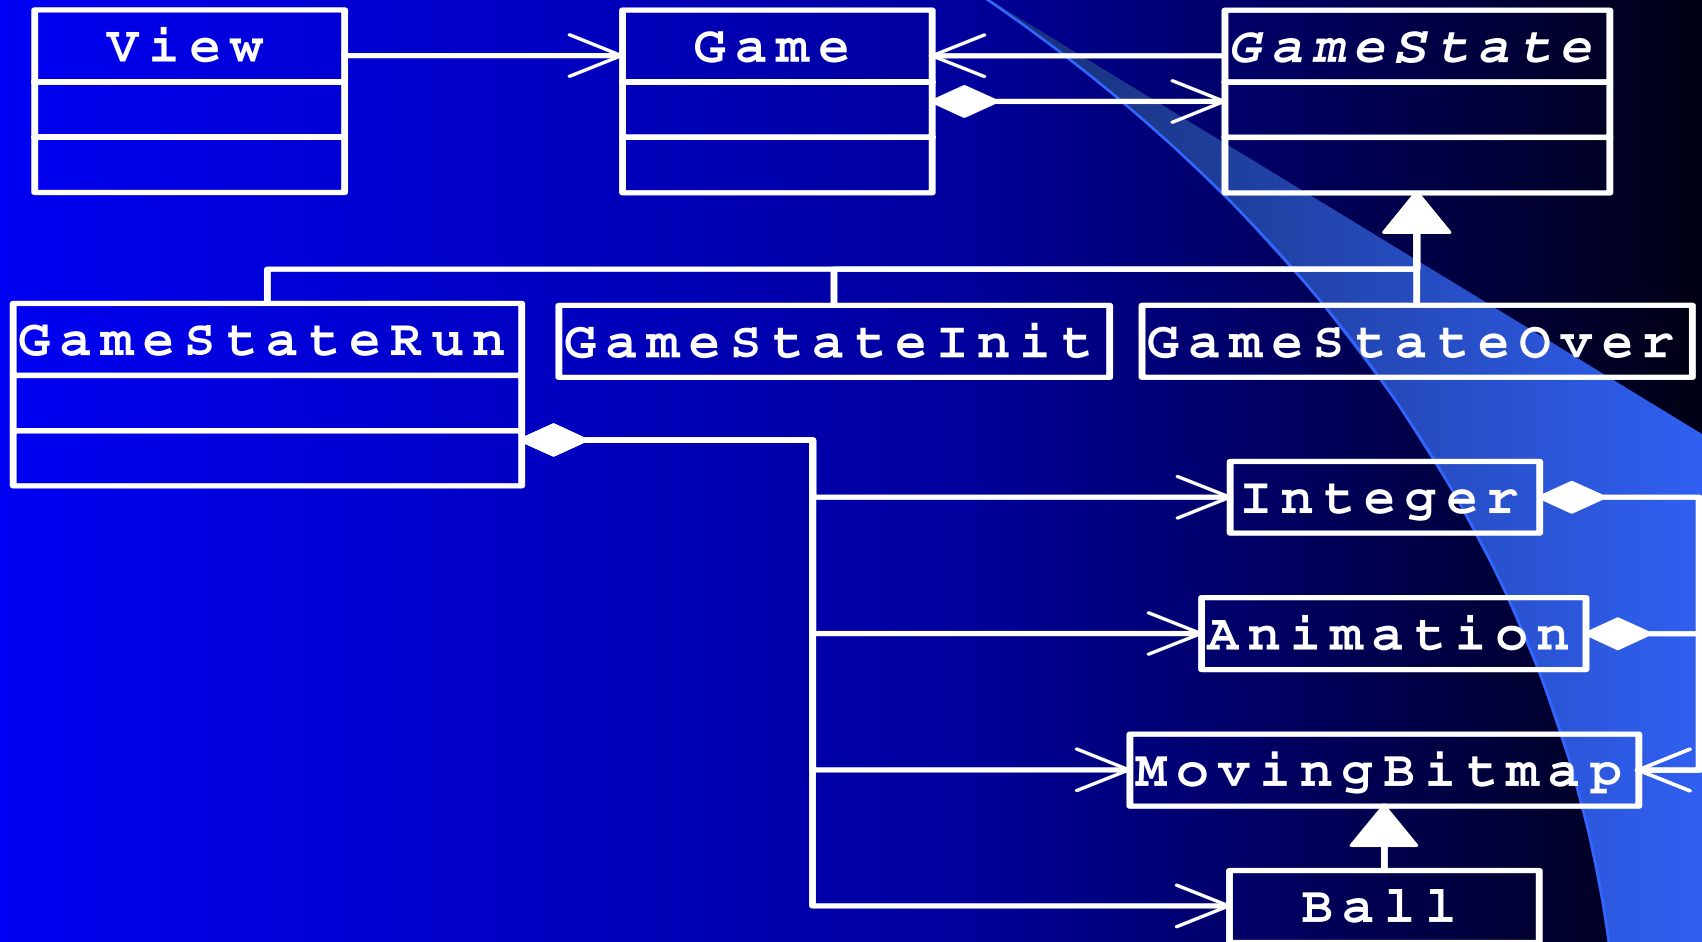 View
Game
GameState
GameStateRun
GameStateInit
GameStateOver
Integer
Animation
MovingBitmap
Ball